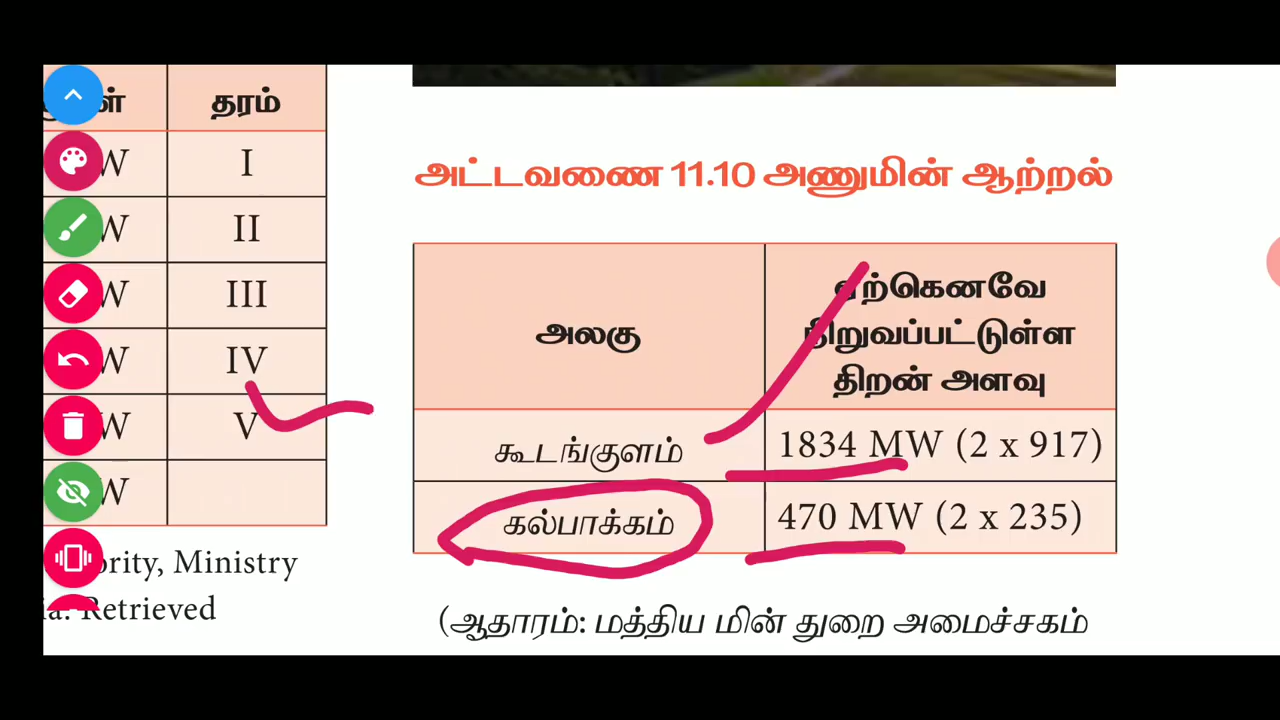 தரம்
W I
W II
W III
W IV
W V
W
Ministry
Retrieved
அட்டவணை 11.10 அணுமின் ஆற்றல்
அலகு
ஏற்கெனவே
நிறுவப்பட்டுள்ள
திறன் அளவு
கூடங்குளம் 1834 MW (2 x 917)
கல்பாக்கம் 470 MW (2 x 235)
(ஆதாரம்: மத்திய மின் துறை அமைச்சகம்